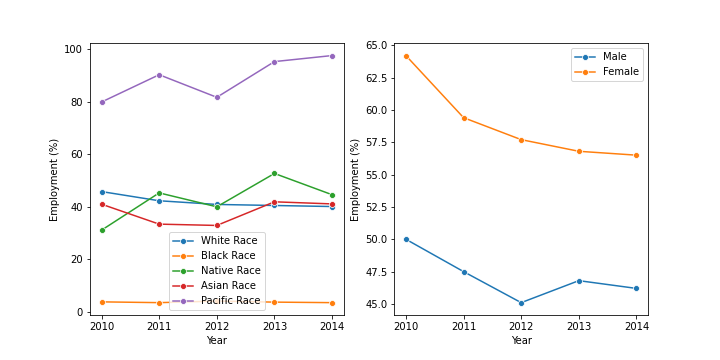 100
80
60
40
20
0
Employment (%)
2010 2011 2012 2013 2014
Year
White Race
Black Race
Native Race
Asian Race
Pacific Race
65.0
62.5
60.0
57.5
55.0
52.5
50.0
47.5
45.0
Employment (%)
2010 2011 2012 2013 2014
Year
Male
Female